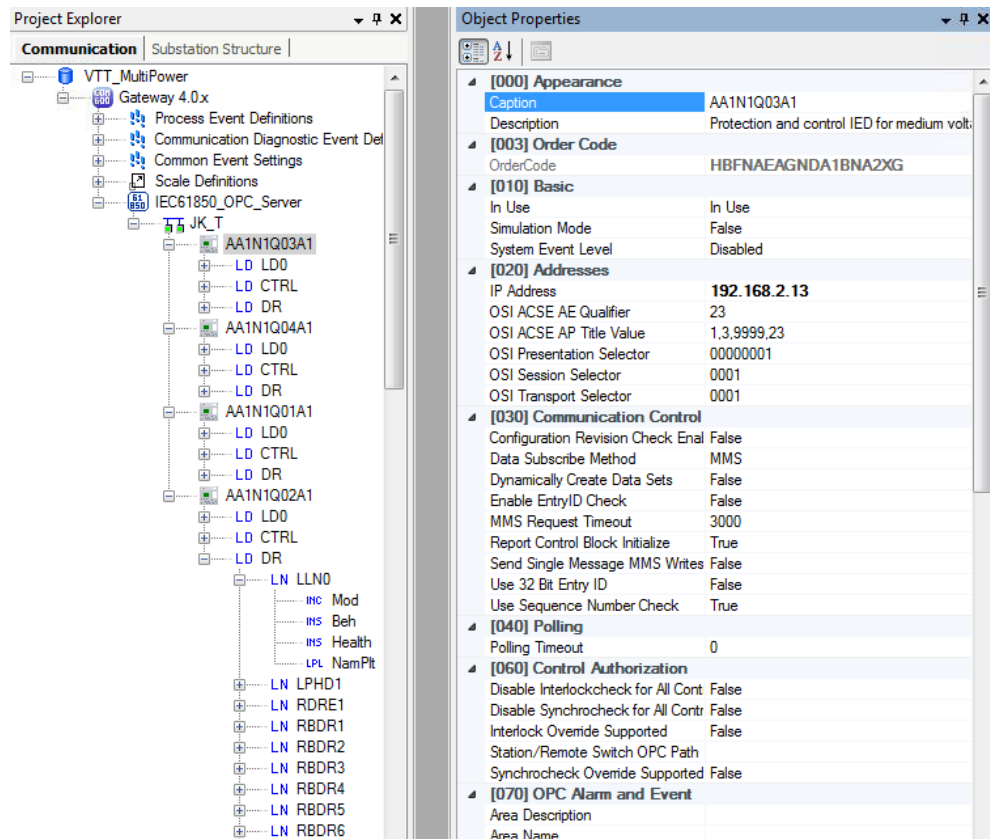 Project Explorer
Communication
Substation Structure
VTT_MultiPower
COM 600
Gateway 4.0.x
Process Event Definitions
Communication Diagnostic Event Def
Common Event Settings
Scale Definitions
61 850
IEC61850_OPC_Server
JK_T
AA1N1Q03A1
LD LD0
LD CTRL
LD DR
AA1N1Q04A1
LD LD0
LD CTRL
LD DR
AA1N1Q01A1
LD LD0
LD CTRL
LD DR
AA1N1Q02A1
LD LD0
LD CTRL
LD DR
LN LLN0
INC Mod
INS Beh
INS Health
LPL NamPlt
LN LPHD1
LN RDRE1
LN RBDR1
LN RBDR2
LN RBDR3
LN RBDR4
LN RBDR5
LN RBDR6
Object Properties
A Z
[000] Appearance
Caption AA1N1Q03A1
Description Protection and control IED for medium volt
[003] Order Code
OrderCode HBFNAEAGNDA1BNA2XG
[010] Basic
In Use In Use
Simulation Mode False
System Event Level Disabled
[020] Addresses
IP Address 192.168.2.13
OSI ACSE AE Qualifier 23
OSI ACSE AP Title Value 1,3,9999,23
OSI Presentation Selector 00000001
OSI Session Selector 0001
OSI Transport Selector 0001
[030] Communication Control
Configuration Revision Check Enal False
Data Subscribe Method MMS
Dynamically Create Data Sets False
Enable EntryID Check False
MMS Request Timeout 3000
Report Control Block Initialize True
Send Single Message MMS Writes False
Use 32 Bit Entry ID False
Use Sequence Number Check True
[040] Polling
Polling Timeout 0
[060] Control Authorization
Disable Interlockcheck for All Cont False
Disable Synchrocheck for All Contr False
Interlock Override Supported False
Station/Remote Switch OPC Path
Synchrocheck Override Supported False
[070] OPC Alarm and Event
Area Description
Area Name